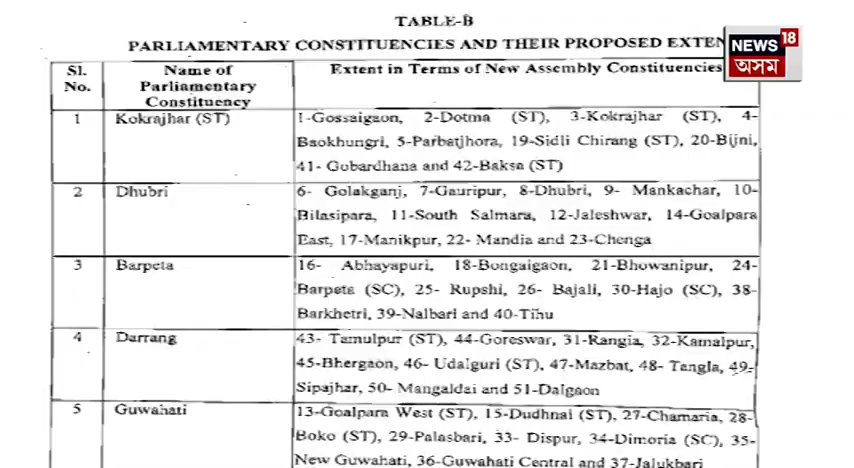 TABLE-B
PARLIAMENTARY CONSTITUENCIES AND THEIR PROPOSED EXTEN
NEWS 18
অসম
Sl. No.
Name of Parliamentary Constituency
Extent in Terms of New Assembly Constituencies
1
Kokrajhar (ST)
1-Gossaigaon, 2-Dotma (ST), 3-Kokrajhar (ST), 4-
Baokhungri, 5-Parbatjhora, 19-Sidli Chirang (ST), 20-Bijni,
41- Gobardhana and 42-Baksa (ST)
2
Dhubri
6- Golakganj, 7-Gauripur, 8-Dhubri, 9- Mankachar, 10-
Bilasipara, 11-South Salmara, 12-Jaleshwar, 14-Goalpara
East, 17-Manikpur, 22- Mandia and 23-Chenga
3
Barpeta
16- Abhayapuri, 18-Bongaigaon, 21-Bhowanipur, 24-
Barpeta (SC), 25- Rupshi, 26- Bajali, 30-Hajo (SC), 38-
Barkhetri, 39-Nalbari and 40-Tihu
4
Darrang
43- Tamulpur (ST), 44-Goreswar, 31-Rangia, 32-Kamalpur,
45-Bhergaon, 46- Udalguri (ST), 47-Mazbat, 48- Tangla, 49-
Sipajhar, 50- Mangaldai and 51-Dalgaon
5
Guwahati
13-Goalpara West (ST), 15-Dudhnai (ST), 27-Chamaria, 28-
Boko (ST), 29-Palasbari, 33- Dispur, 34-Dimoria (SC), 35-
New Guwahati, 36-Guwahati Central and 37-Jalukbari